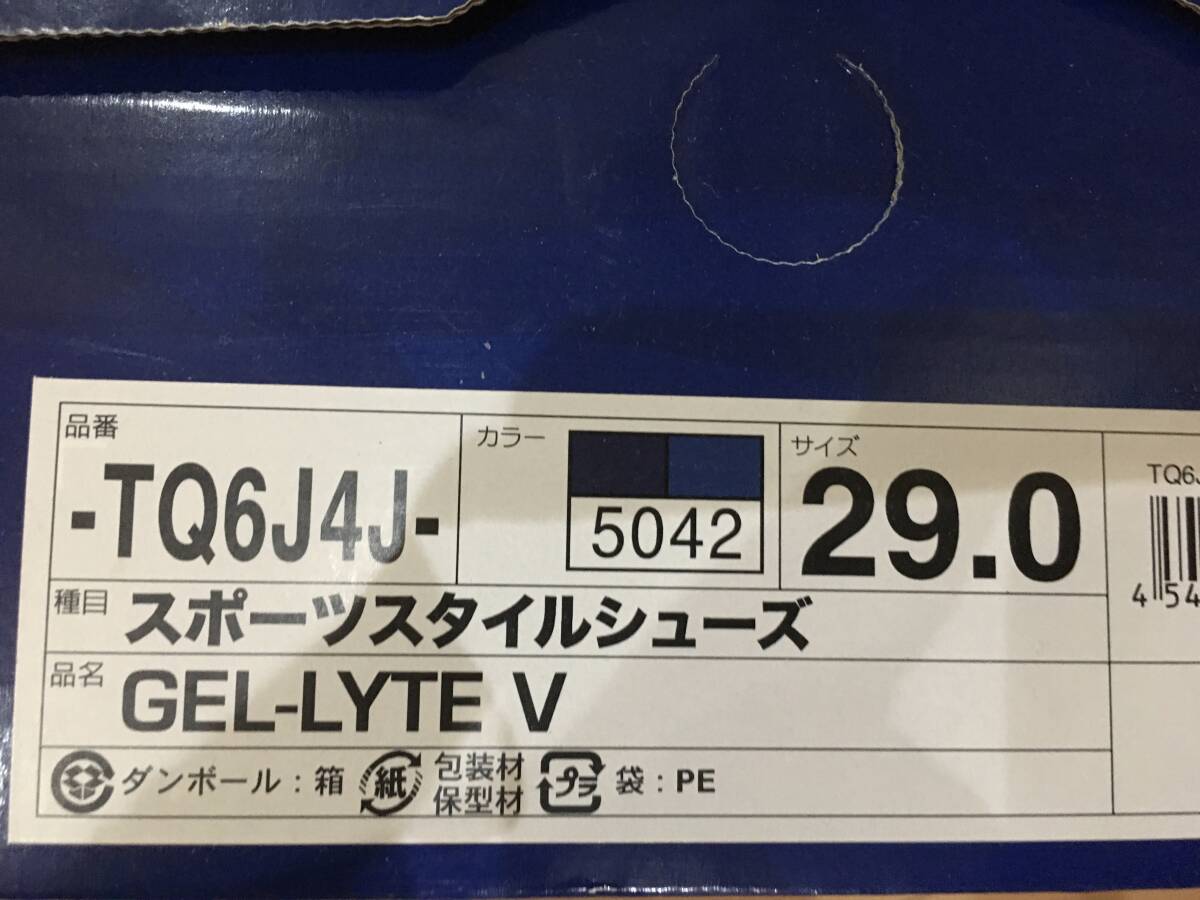 品番
-TQ6J4J-
カラー
5042
サイズ
29.0
TQ6J
4 54
種目 スポーツスタイルシューズ
品名 GEL-LYTE V
ダンボール：箱 紙 包装材 保型材 プラ 袋：PE